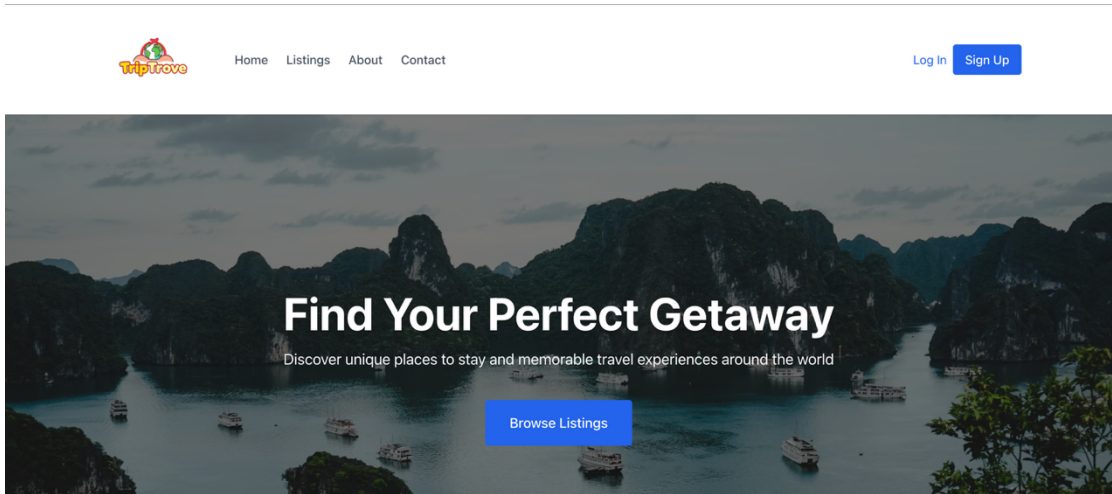 TripTrove
Home Listings About Contact
Log In Sign Up
Find Your Perfect Getaway
Discover unique places to stay and memorable travel experiences around the world
Browse Listings